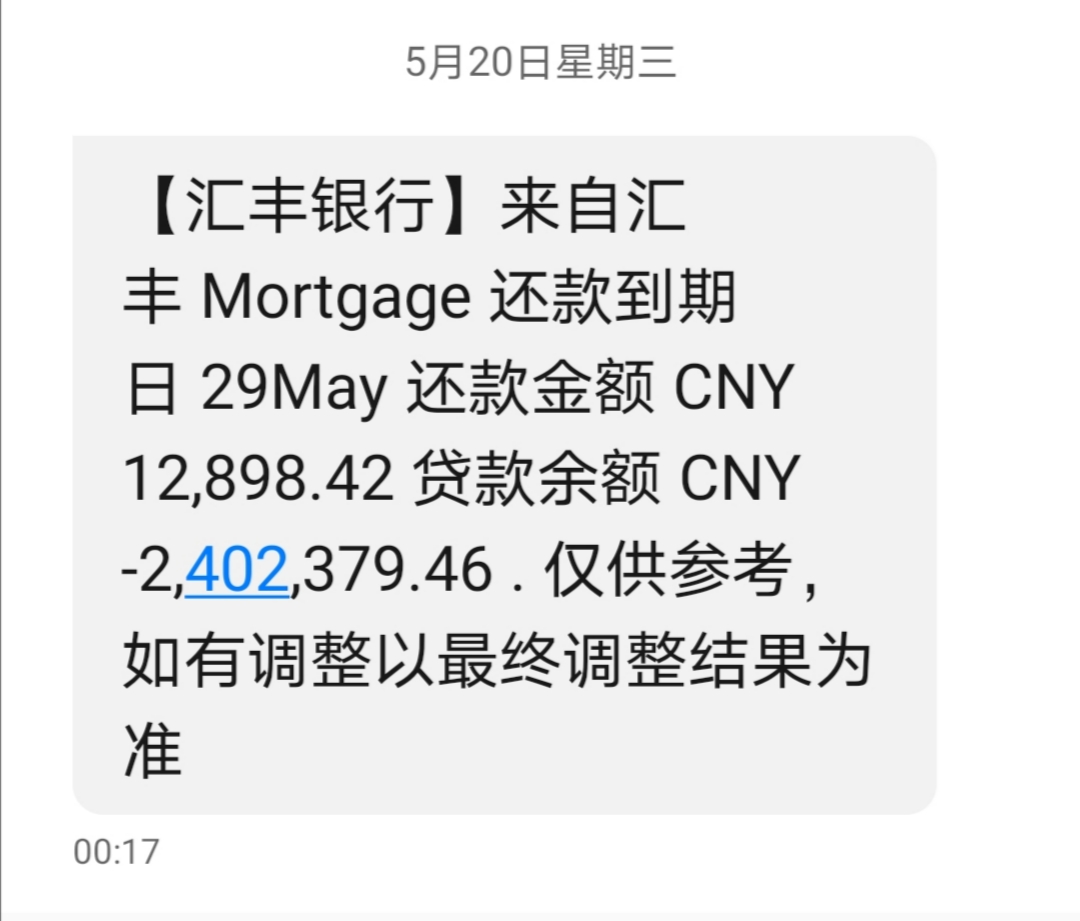 5月20日星期三
【汇丰银行】来自汇
丰 Mortgage 还款到期
日 29May 还款金额 CNY
12,898.42 贷款余额 CNY
-2,402,379.46 . 仅供参考，
如有调整以最终调整结果为
准
00:17